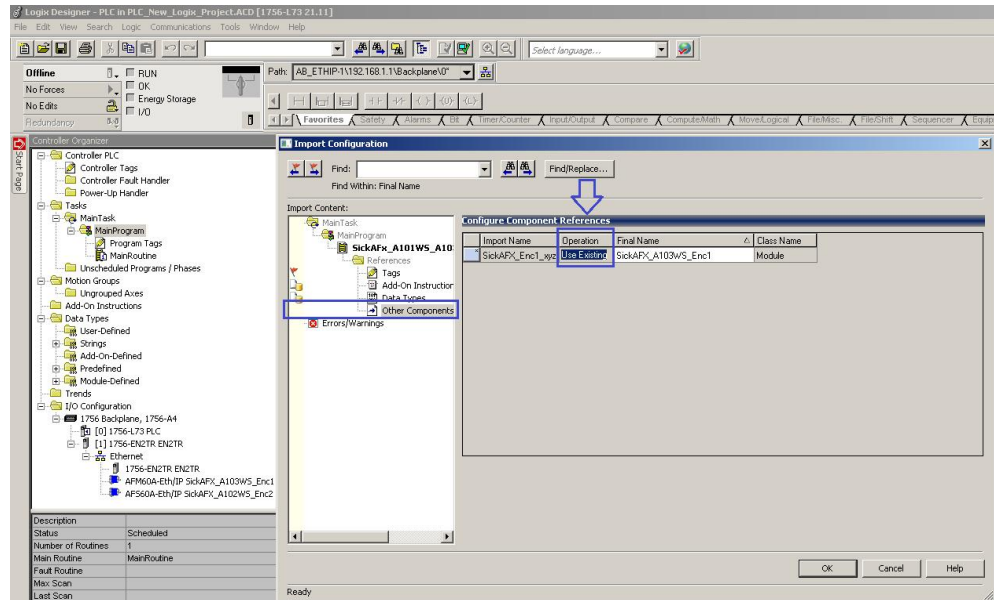 Logix Designer - PLC in PLC_New_Logix_Project.ACD [1756-L73 21.11]
File Edit View Search Logic Communications Tools Window Help
Select language...
Offline
RUN
Path: AB_ETHIP-1\192.168.1.1\Backplane\0*
No Forces
OK
Energy Storage
No Edits
I/O
Redundancy
Favorites Safety Alarms Bit Timer/Counter Input/Output Compare Compute/Math Move/Logical File/Misc. File/Shift Sequencer Equip
Start Page
Controller Organizer
Controller PLC
Controller Tags
Controller Fault Handler
Power-Up Handler
Tasks
MainTask
MainProgram
Program Tags
MainRoutine
Unscheduled Programs / Phases
Motion Groups
Ungrouped Axes
Add-On Instructions
Data Types
User-Defined
Strings
Add-On-Defined
Predefined
Module-Defined
Trends
I/O Configuration
1756 Backplane, 1756-A4
[0] 1756-L73 PLC
[1] 1756-EN2TR EN2TR
Ethernet
1756-EN2TR EN2TR
AFM60A-Eth/IP SickAFX_A103WS_Enc1
AFS60A-Eth/IP SickAFX_A102WS_Enc2
Description
Status Scheduled
Number of Routines 1
Main Routine MainRoutine
Fault Routine
Max Scan
Last Scan
Import Configuration
Find:
Find/Replace...
Find Within: Final Name
Import Content:
MainTask
MainProgram
SickAFx_A101WS_A10
References
Tags
Add-On Instruction
Data Types
Other Components
Errors/Warnings
Configure Component References
Import Name Operation Final Name Class Name
SickAFX_Enc1_xyz Use Existing SickAFX_A103WS_Enc1 Module
OK Cancel Help
Ready